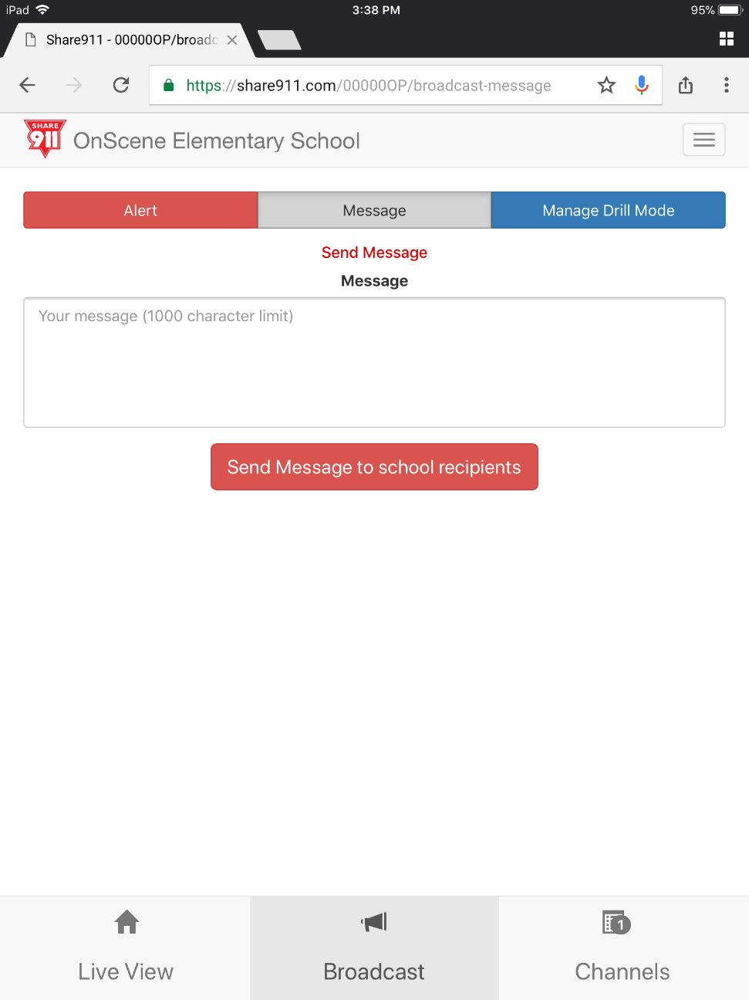 iPad 3:38 PM 95%
Share911 - 00000OP/broadc
https://share911.com/00000OP/broadcast-message
SHARE
911
OnScene Elementary School
Alert Message Manage Drill Mode
Send Message
Message
Your message (1000 character limit)
Send Message to school recipients
1
Live View Broadcast Channels